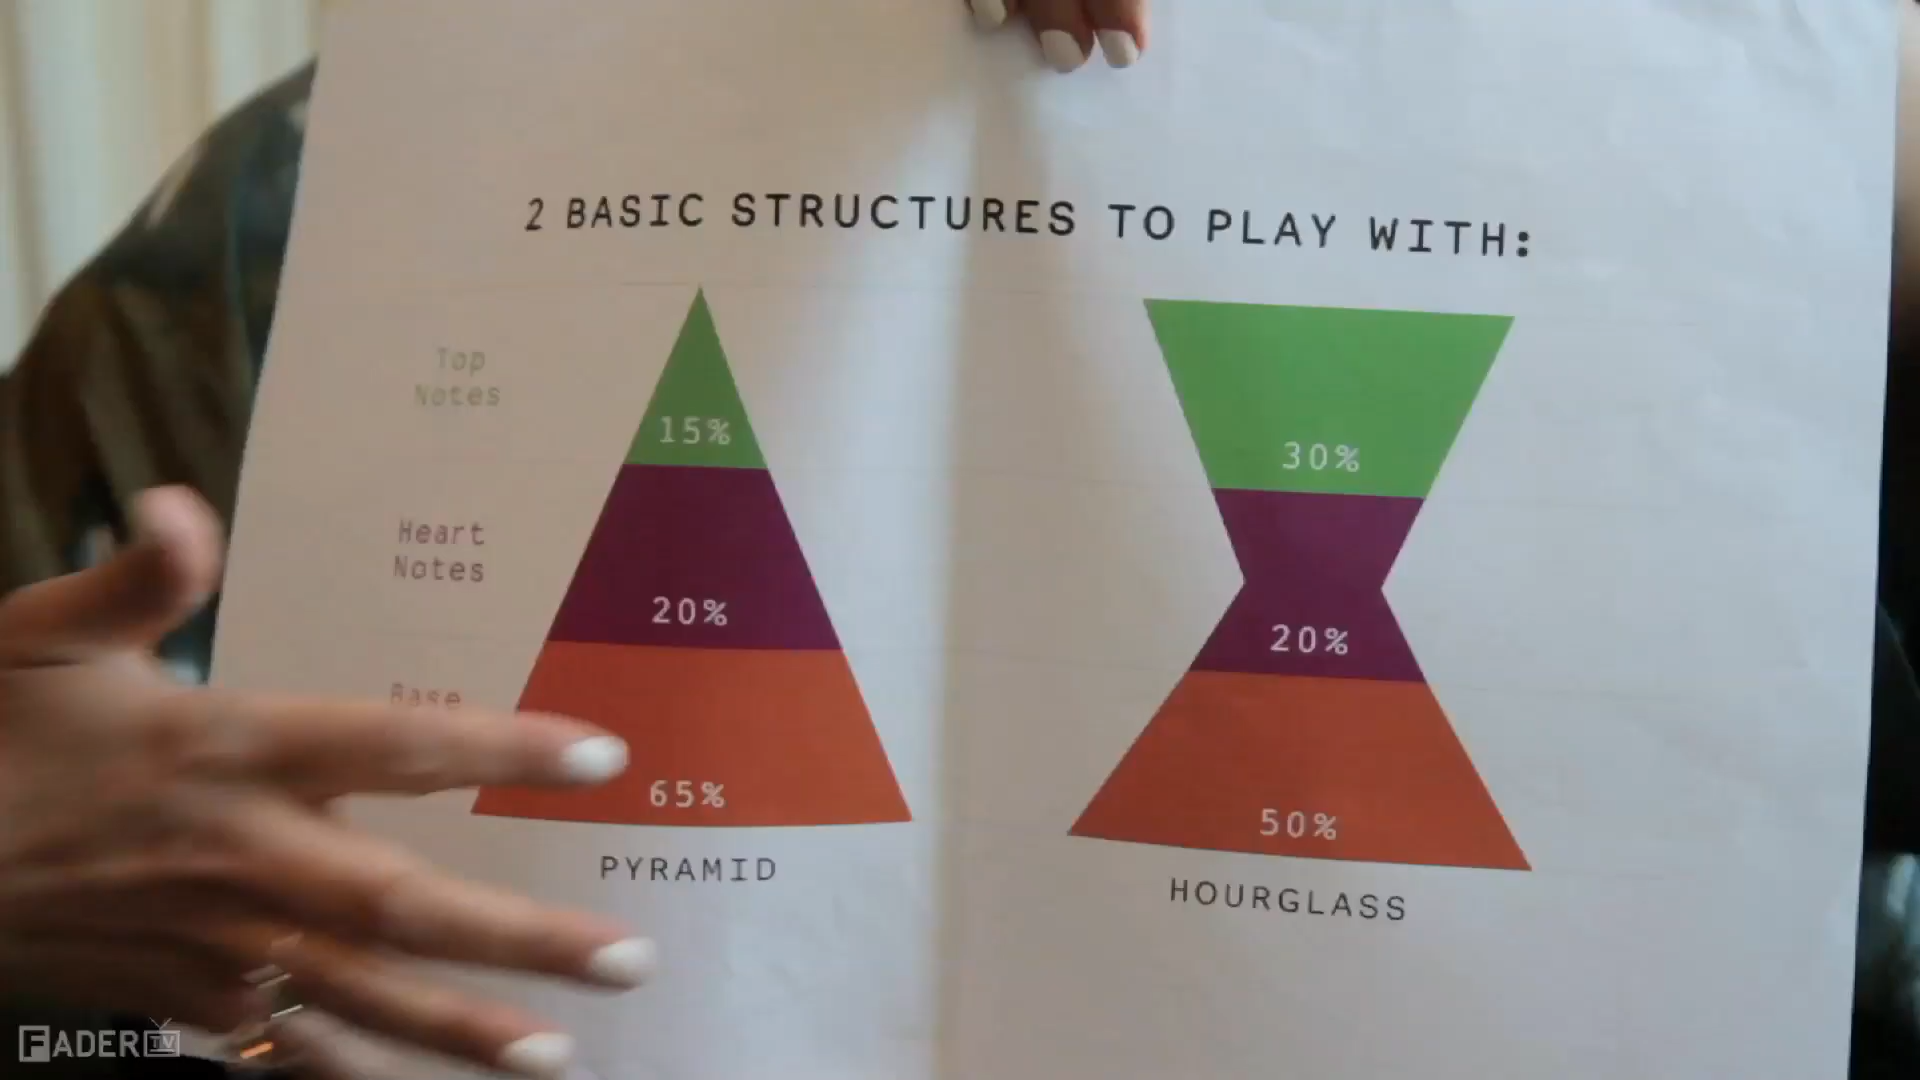 2 BASIC STRUCTURES TO PLAY WITH:
Top
Notes
15%
30%
Heart
Notes
20%
20%
Base
65%
50%
PYRAMID
HOURGLASS
FADER TV